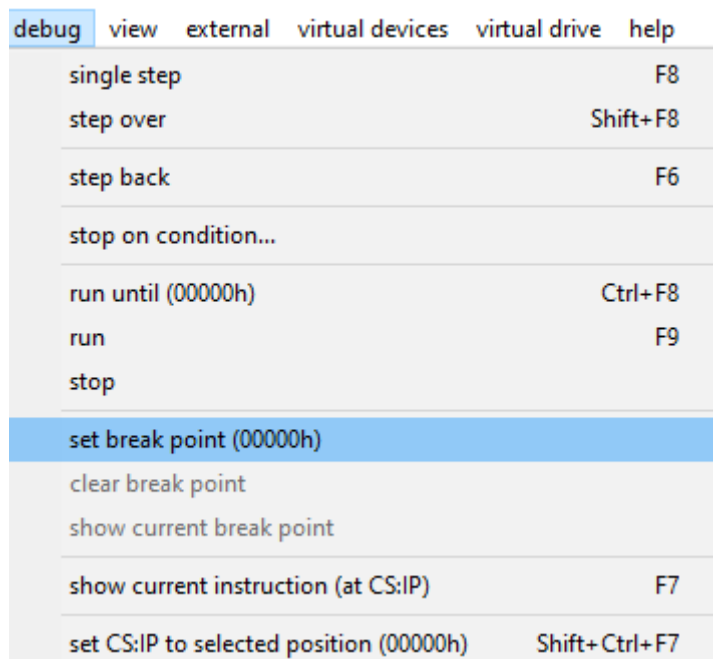 debug view external virtual devices virtual drive help
single step F8
step over Shift+F8
step back F6
stop on condition...
run until (00000h) Ctrl+F8
run F9
stop
set break point (00000h)
clear break point
show current break point
show current instruction (at CS:IP) F7
set CS:IP to selected position (00000h) Shift+Ctrl+F7